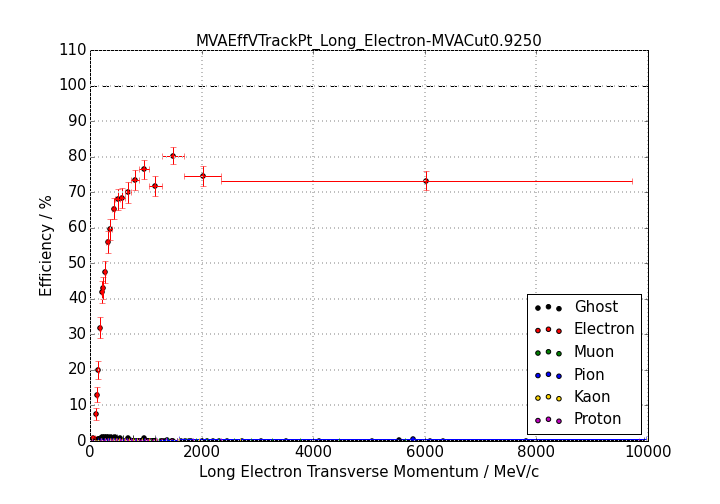 MVAEffVTrackPt_Long_Electron-MVACut0.9250
110
100
90
80
70
60
50
40
30
20
10
0
Efficiency / %
Ghost
Electron
Muon
Pion
Kaon
Proton
0 2000 4000 6000 8000 10000
Long Electron Transverse Momentum / MeV/c